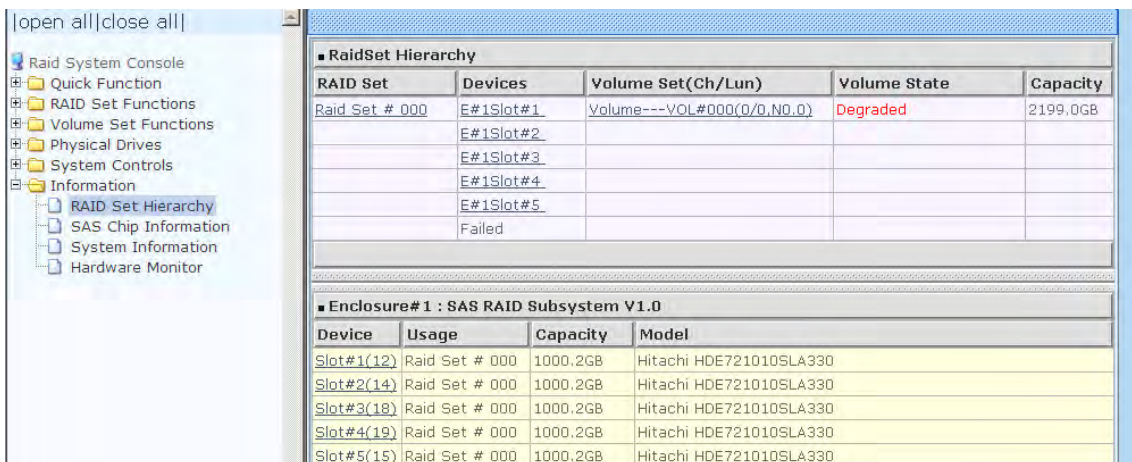 |open all|close all|
Raid System Console
Quick Function
RAID Set Functions
Volume Set Functions
Physical Drives
System Controls
Information
RAID Set Hierarchy
SAS Chip Information
System Information
Hardware Monitor
RaidSet Hierarchy
RAID Set Devices Volume Set(Ch/Lun) Volume State Capacity
Raid Set # 000 E#1Slot#1 Volume---VOL#000(0/0,N0.0) Degraded 2199.0GB
E#1Slot#2
E#1Slot#3
E#1Slot#4
E#1Slot#5
Failed
Enclosure#1 : SAS RAID Subsystem V1.0
Device Usage Capacity Model
Slot#1(12) Raid Set # 000 1000.2GB Hitachi HDE721010SLA330
Slot#2(14) Raid Set # 000 1000.2GB Hitachi HDE721010SLA330
Slot#3(18) Raid Set # 000 1000.2GB Hitachi HDE721010SLA330
Slot#4(19) Raid Set # 000 1000.2GB Hitachi HDE721010SLA330
Slot#5(15) Raid Set # 000 1000.2GB Hitachi HDE721010SLA330